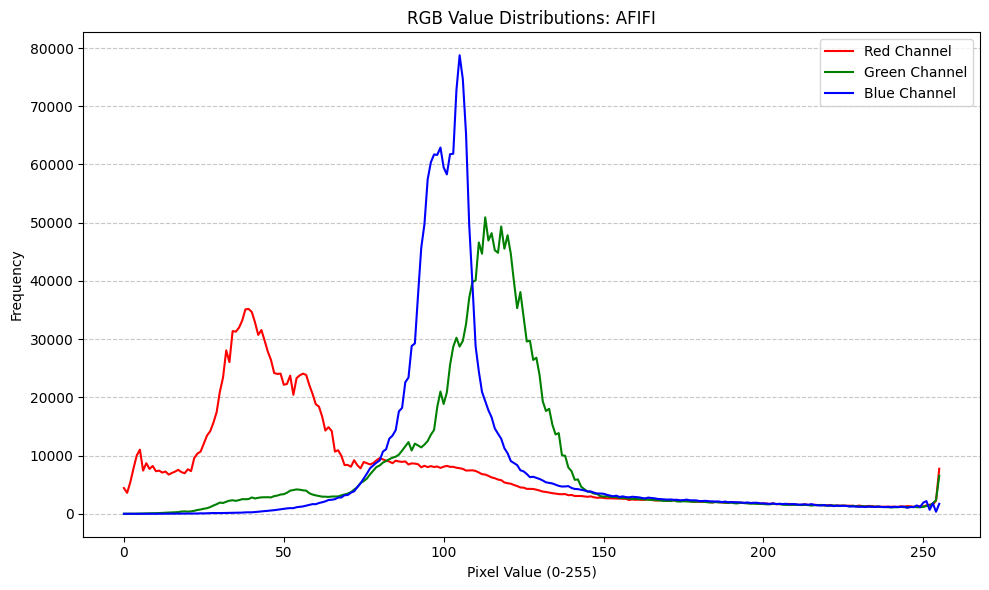 RGB Value Distributions: AFIFI
Red Channel
Green Channel
Blue Channel
Frequency
80000
70000
60000
50000
40000
30000
20000
10000
0
0 50 100 150 200 250
Pixel Value (0-255)